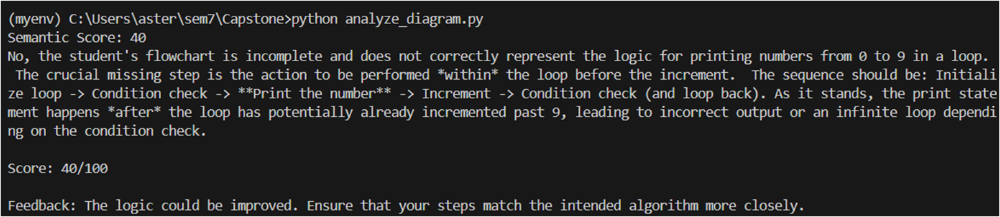 (myenv) C:\Users\aster\sem7\Capstone>python analyze_diagram.py
Semantic Score: 40
No, the student's flowchart is incomplete and does not correctly represent the logic for printing numbers from 0 to 9 in a loop.
The crucial missing step is the action to be performed *within* the loop before the increment.  The sequence should be: Initiali
ze loop -> Condition check -> **Print the number** -> Increment -> Condition check (and loop back). As it stands, the print state
ment happens *after* the loop has potentially already incremented past 9, leading to incorrect output or an infinite loop dependi
ng on the condition check.

Score: 40/100

Feedback: The logic could be improved. Ensure that your steps match the intended algorithm more closely.